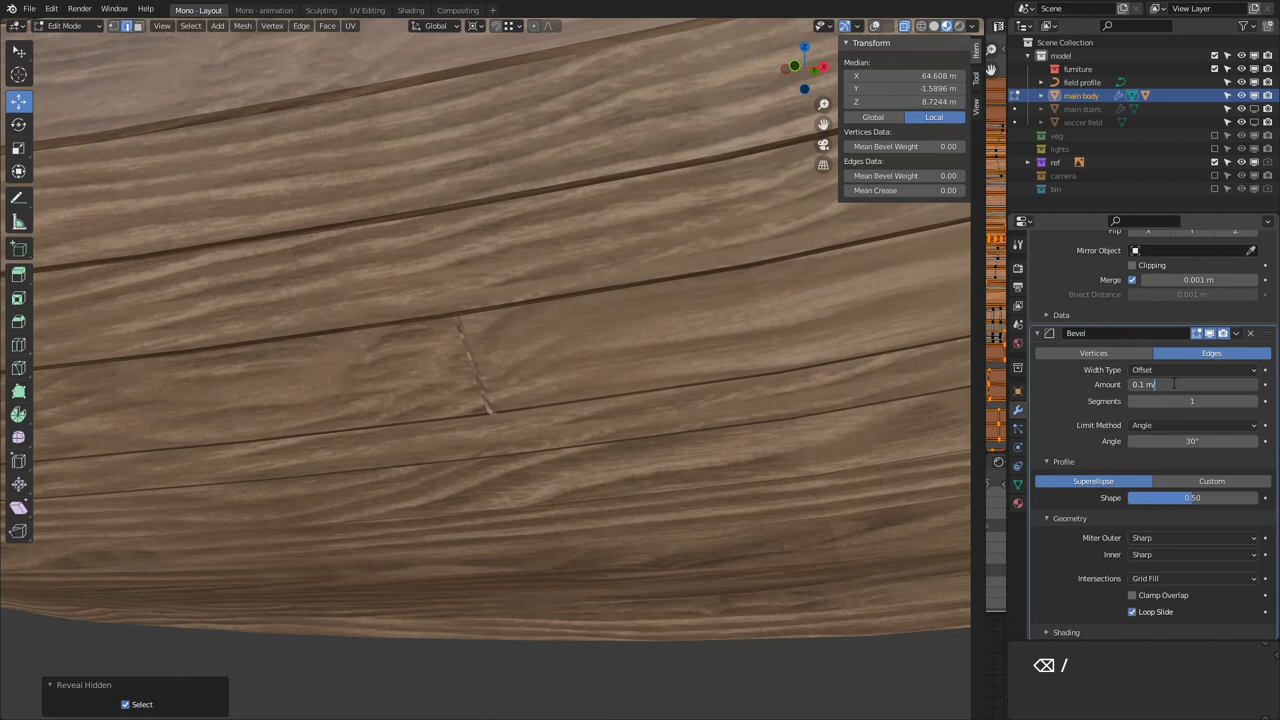 File Edit Render Window Help Mono - Layout Mono - animation Sculpting UV Editing Shading Compositing Scene View Layer
Edit Mode View Select Add Mesh Vertex Edge Face UV Global
Transform
Median:
X 64.608 m
Y -1.5896 m
Z 8.7244 m
Global Local
Vertices Data:
Mean Bevel Weight 0.00
Edges Data:
Mean Bevel Weight 0.00
Mean Crease 0.00
Item
Tool
View
Z
X
Y
Scene Collection
model
furniture
field profile
main body
main stairs
soccer field
veg
lights
ref
camera
bin
Flip X Y Z
Mirror Object
Clipping
Merge 0.001 m
Bisect Distance 0.001 m
Data
Bevel
Vertices Edges
Width Type Offset
Amount 0.1 m/
Segments 1
Limit Method Angle
Angle 30°
Profile
Superellipse Custom
Shape 0.50
Geometry
Miter Outer Sharp
Inner Sharp
Intersections Grid Fill
Clamp Overlap
Loop Slide
Shading
⌫ /
Reveal Hidden
Select